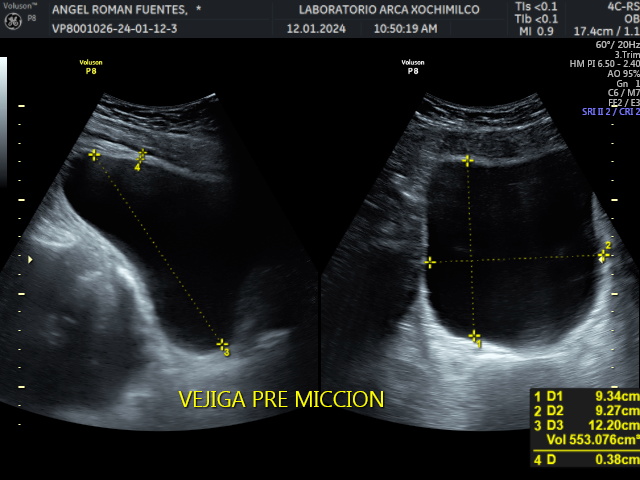 Voluson™
P8
ANGEL ROMAN FUENTES, *
LABORATORIO ARCA XOCHIMILCO
TIs <0.1
4C-RS
VP8001026-24-01-12-3
12.01.2024
10:50:19 AM
TIb <0.1
OB
MI 0.9
17.4cm / 1.1
60°/ 20Hz
3.Trim
HM PI 6.50 - 2.40
AO 95%
Gn 1
C6 / M7
FF2 / E3
SRI II 2 / CRI 2
Voluson
P8
Voluson
P8
4
3
2
1
VEJIGA PRE MICCION
1 D1 9.34cm
2 D2 9.27cm
3 D3 12.20cm
Vol 553.076cm³
4 D 0.38cm